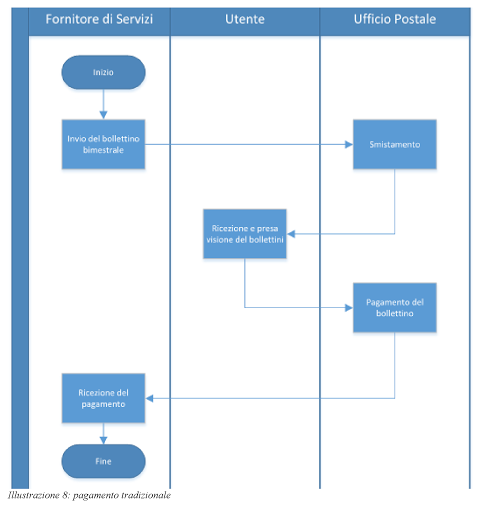 Fornitore di Servizi
Utente
Ufficio Postale
Inizio
Invio del bollettino
bimestrale
Smistamento
Ricezione e presa
visione del bollettini
Pagamento del
bollettino
Ricezione del
pagamento
Fine
Illustrazione 8: pagamento tradizionale